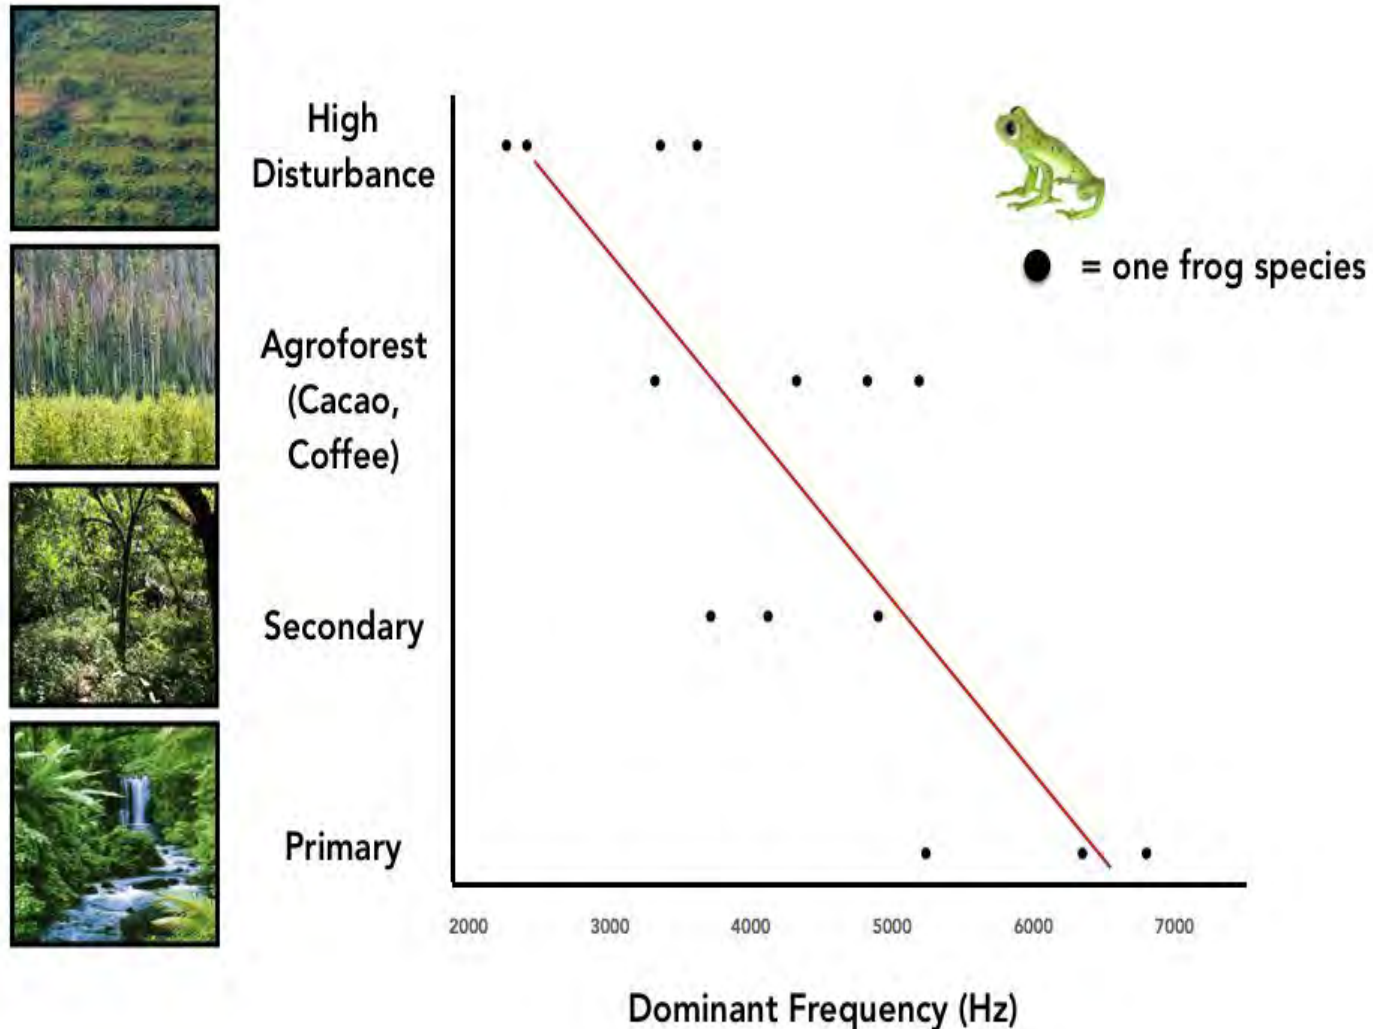 High
Disturbance
= one frog species
Agroforest
(Cacao,
Coffee)
Secondary
Primary
2000 3000 4000 5000 6000 7000
Dominant Frequency (Hz)